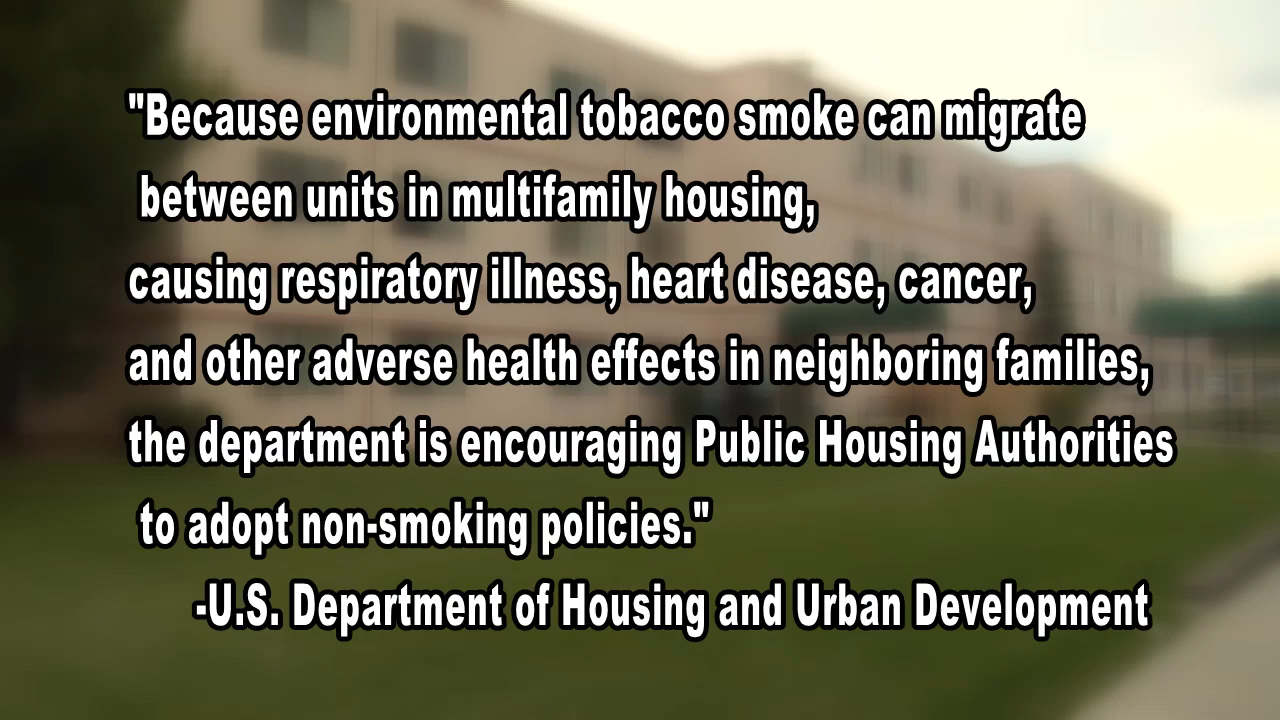 "Because environmental tobacco smoke can migrate
between units in multifamily housing,
causing respiratory illness, heart disease, cancer,
and other adverse health effects in neighboring families,
the department is encouraging Public Housing Authorities
to adopt non-smoking policies."
-U.S. Department of Housing and Urban Development